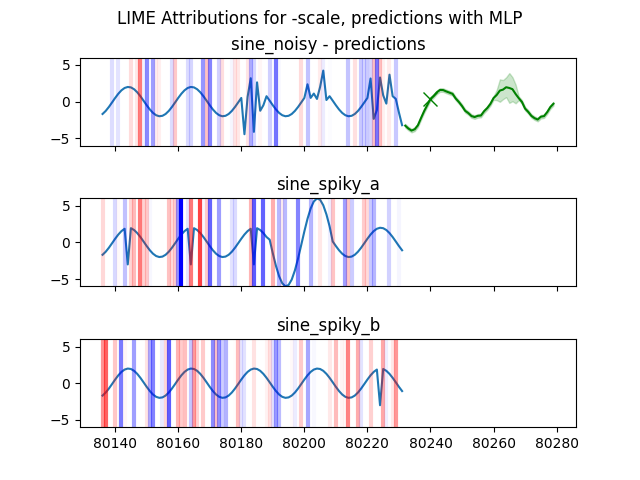 LIME Attributions for -scale, predictions with MLP
sine_noisy - predictions
5
0
−5
sine_spiky_a
5
0
−5
sine_spiky_b
5
0
−5
80140 80160 80180 80200 80220 80240 80260 80280